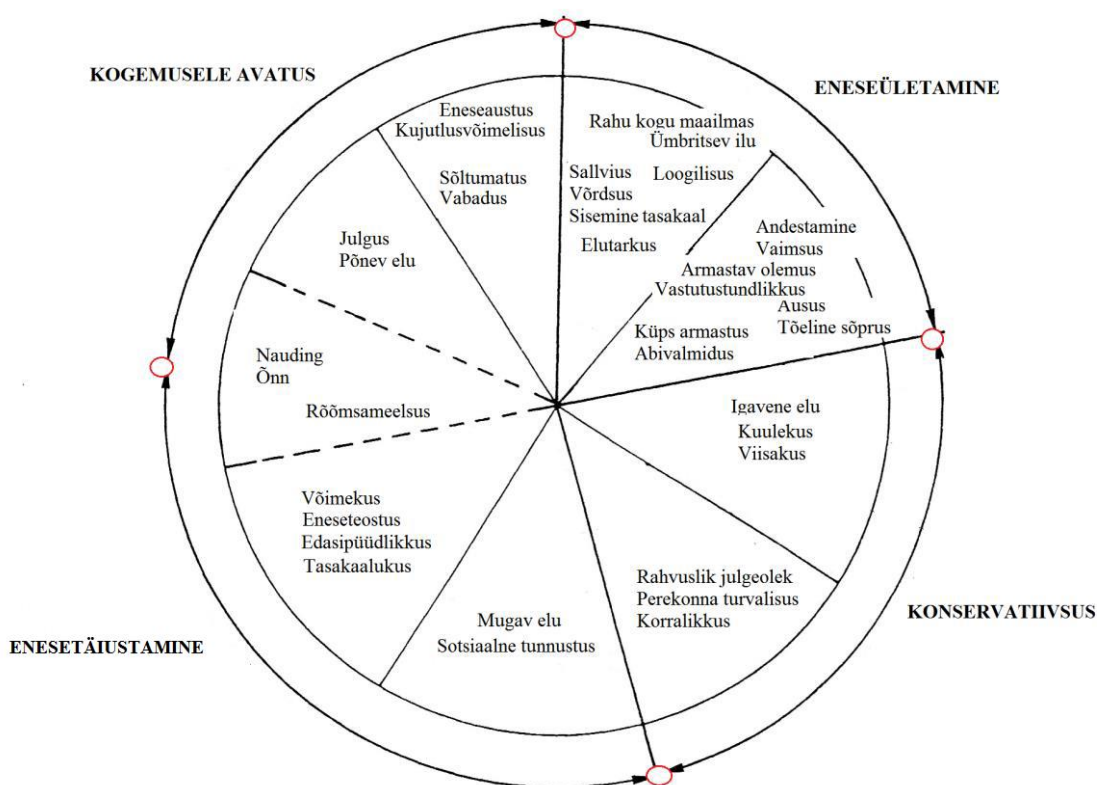 KOGEMUSELE AVATUS
ENESEÜLETAMINE
Eneseaustus
Kujutlusvõimelisus
Sõltumatus
Vabadus
Rahu kogu maailmas
Ümbritsev ilu
Sallvius
Loogilisus
Võrdsus
Sisemine tasakaal
Elutarkus
Andestamine
Vaimsus
Armastav olemus
Vastutustundlikkus
Ausus
Tõeline sõprus
Küps armastus
Abivalmidus
Julgus
Põnev elu
Nauding
Õnn
Rõõmsameelsus
Igavene elu
Kuulekus
Viisakus
Võimekus
Eneseteostus
Edasipüüdlikkus
Tasakaalukus
Mugav elu
Sotsiaalne tunnustus
Rahvuslik julgeolek
Perekonna turvalisus
Korralikkus
ENESETÄIUSTAMINE
KONSERVATIIVSUS